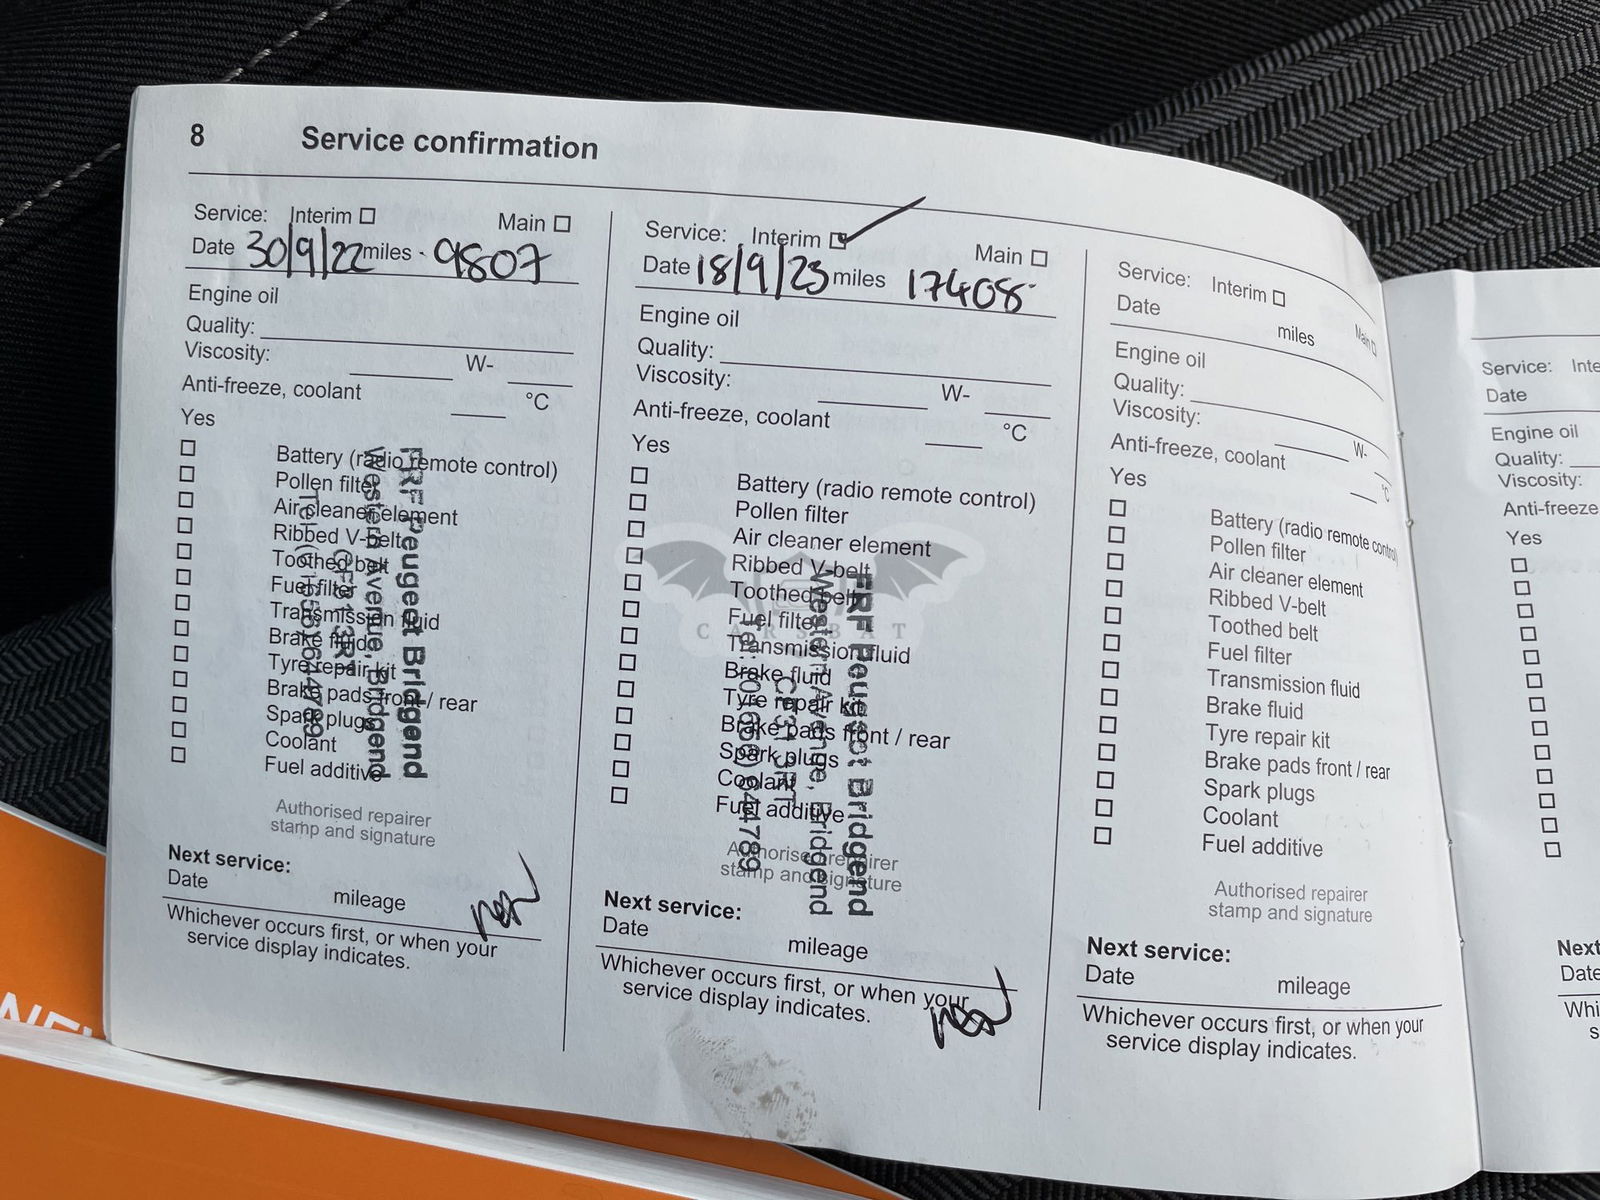 8 Service confirmation
Service: Interim Main
Date 30/9/22 miles - 9807
Engine oil
Quality:
Viscosity: W-
Anti-freeze, coolant °C
Yes
Battery (radio remote control)
Pollen filter
Air cleaner element
Ribbed V-belt
Toothed belt
Fuel filter
Transmission fluid
Brake fluid
Tyre repair kit
Brake pads front / rear
Spark plugs
Coolant
Fuel additive
FRF Peugeot Bridgend
Western Avenue, Bridgend
Authorised repairer
stamp and signature
Next service:
Date mileage
Whichever occurs first, or when your
service display indicates.
Service: Interim Main
Date 18/9/23 miles 17408
Engine oil
Quality:
Viscosity: W-
Anti-freeze, coolant °C
Yes
Battery (radio remote control)
Pollen filter
Air cleaner element
Ribbed V-belt
Toothed belt
Fuel filter
Transmission fluid
Brake fluid
Tyre repair kit
Brake pads front / rear
Spark plugs
Coolant
Fuel additive
FRF Peugeot Bridgend
Western Avenue, Bridgend
CARSBAT
Authorised repairer
stamp and signature
Next service:
Date mileage
Whichever occurs first, or when your
service display indicates.
Service: Interim Main
Date miles
Engine oil
Quality:
Viscosity: W-
Anti-freeze, coolant °C
Yes
Battery (radio remote control)
Pollen filter
Air cleaner element
Ribbed V-belt
Toothed belt
Fuel filter
Transmission fluid
Brake fluid
Tyre repair kit
Brake pads front / rear
Spark plugs
Coolant
Fuel additive
Authorised repairer
stamp and signature
Next service:
Date mileage
Whichever occurs first, or when your
service display indicates.
Service: Inte
Date
Engine oil
Quality:
Viscosity:
Anti-freeze
Yes
Next
Date
Whi
s